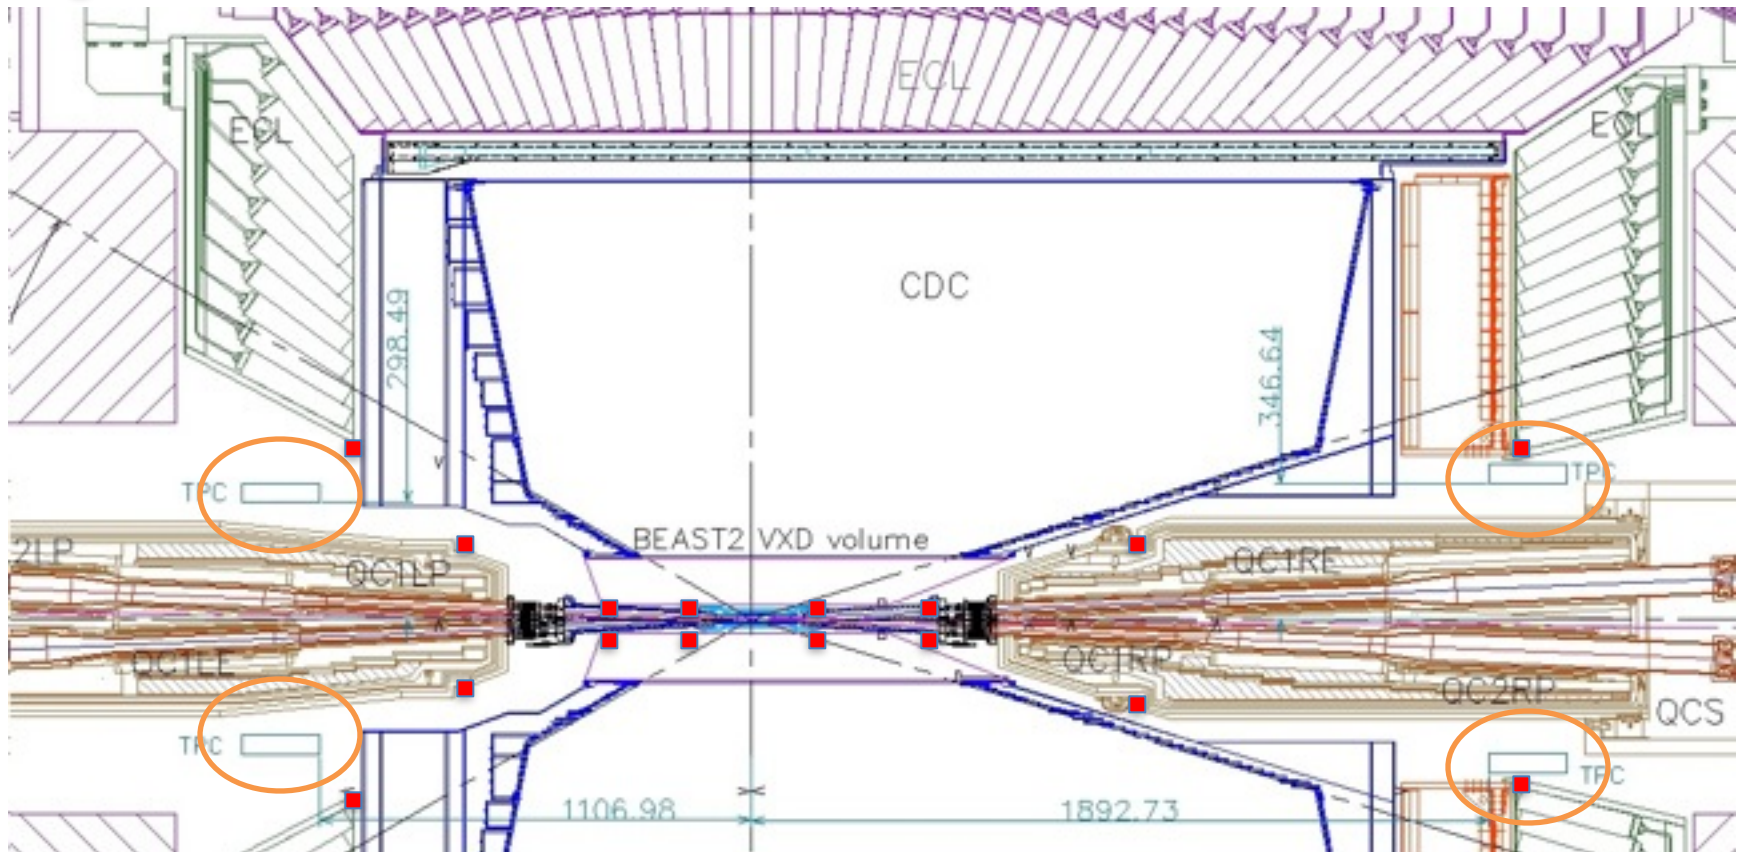 ECL
ECL
ECL
CDC
298.49
346.64
TPC
TPC
BEAST2 VXD volume
2LP
QC1LP
QC1RE
QC1LE
QC1RP
QC2RP
QCS
TPC
TPC
1106.98
1892.73